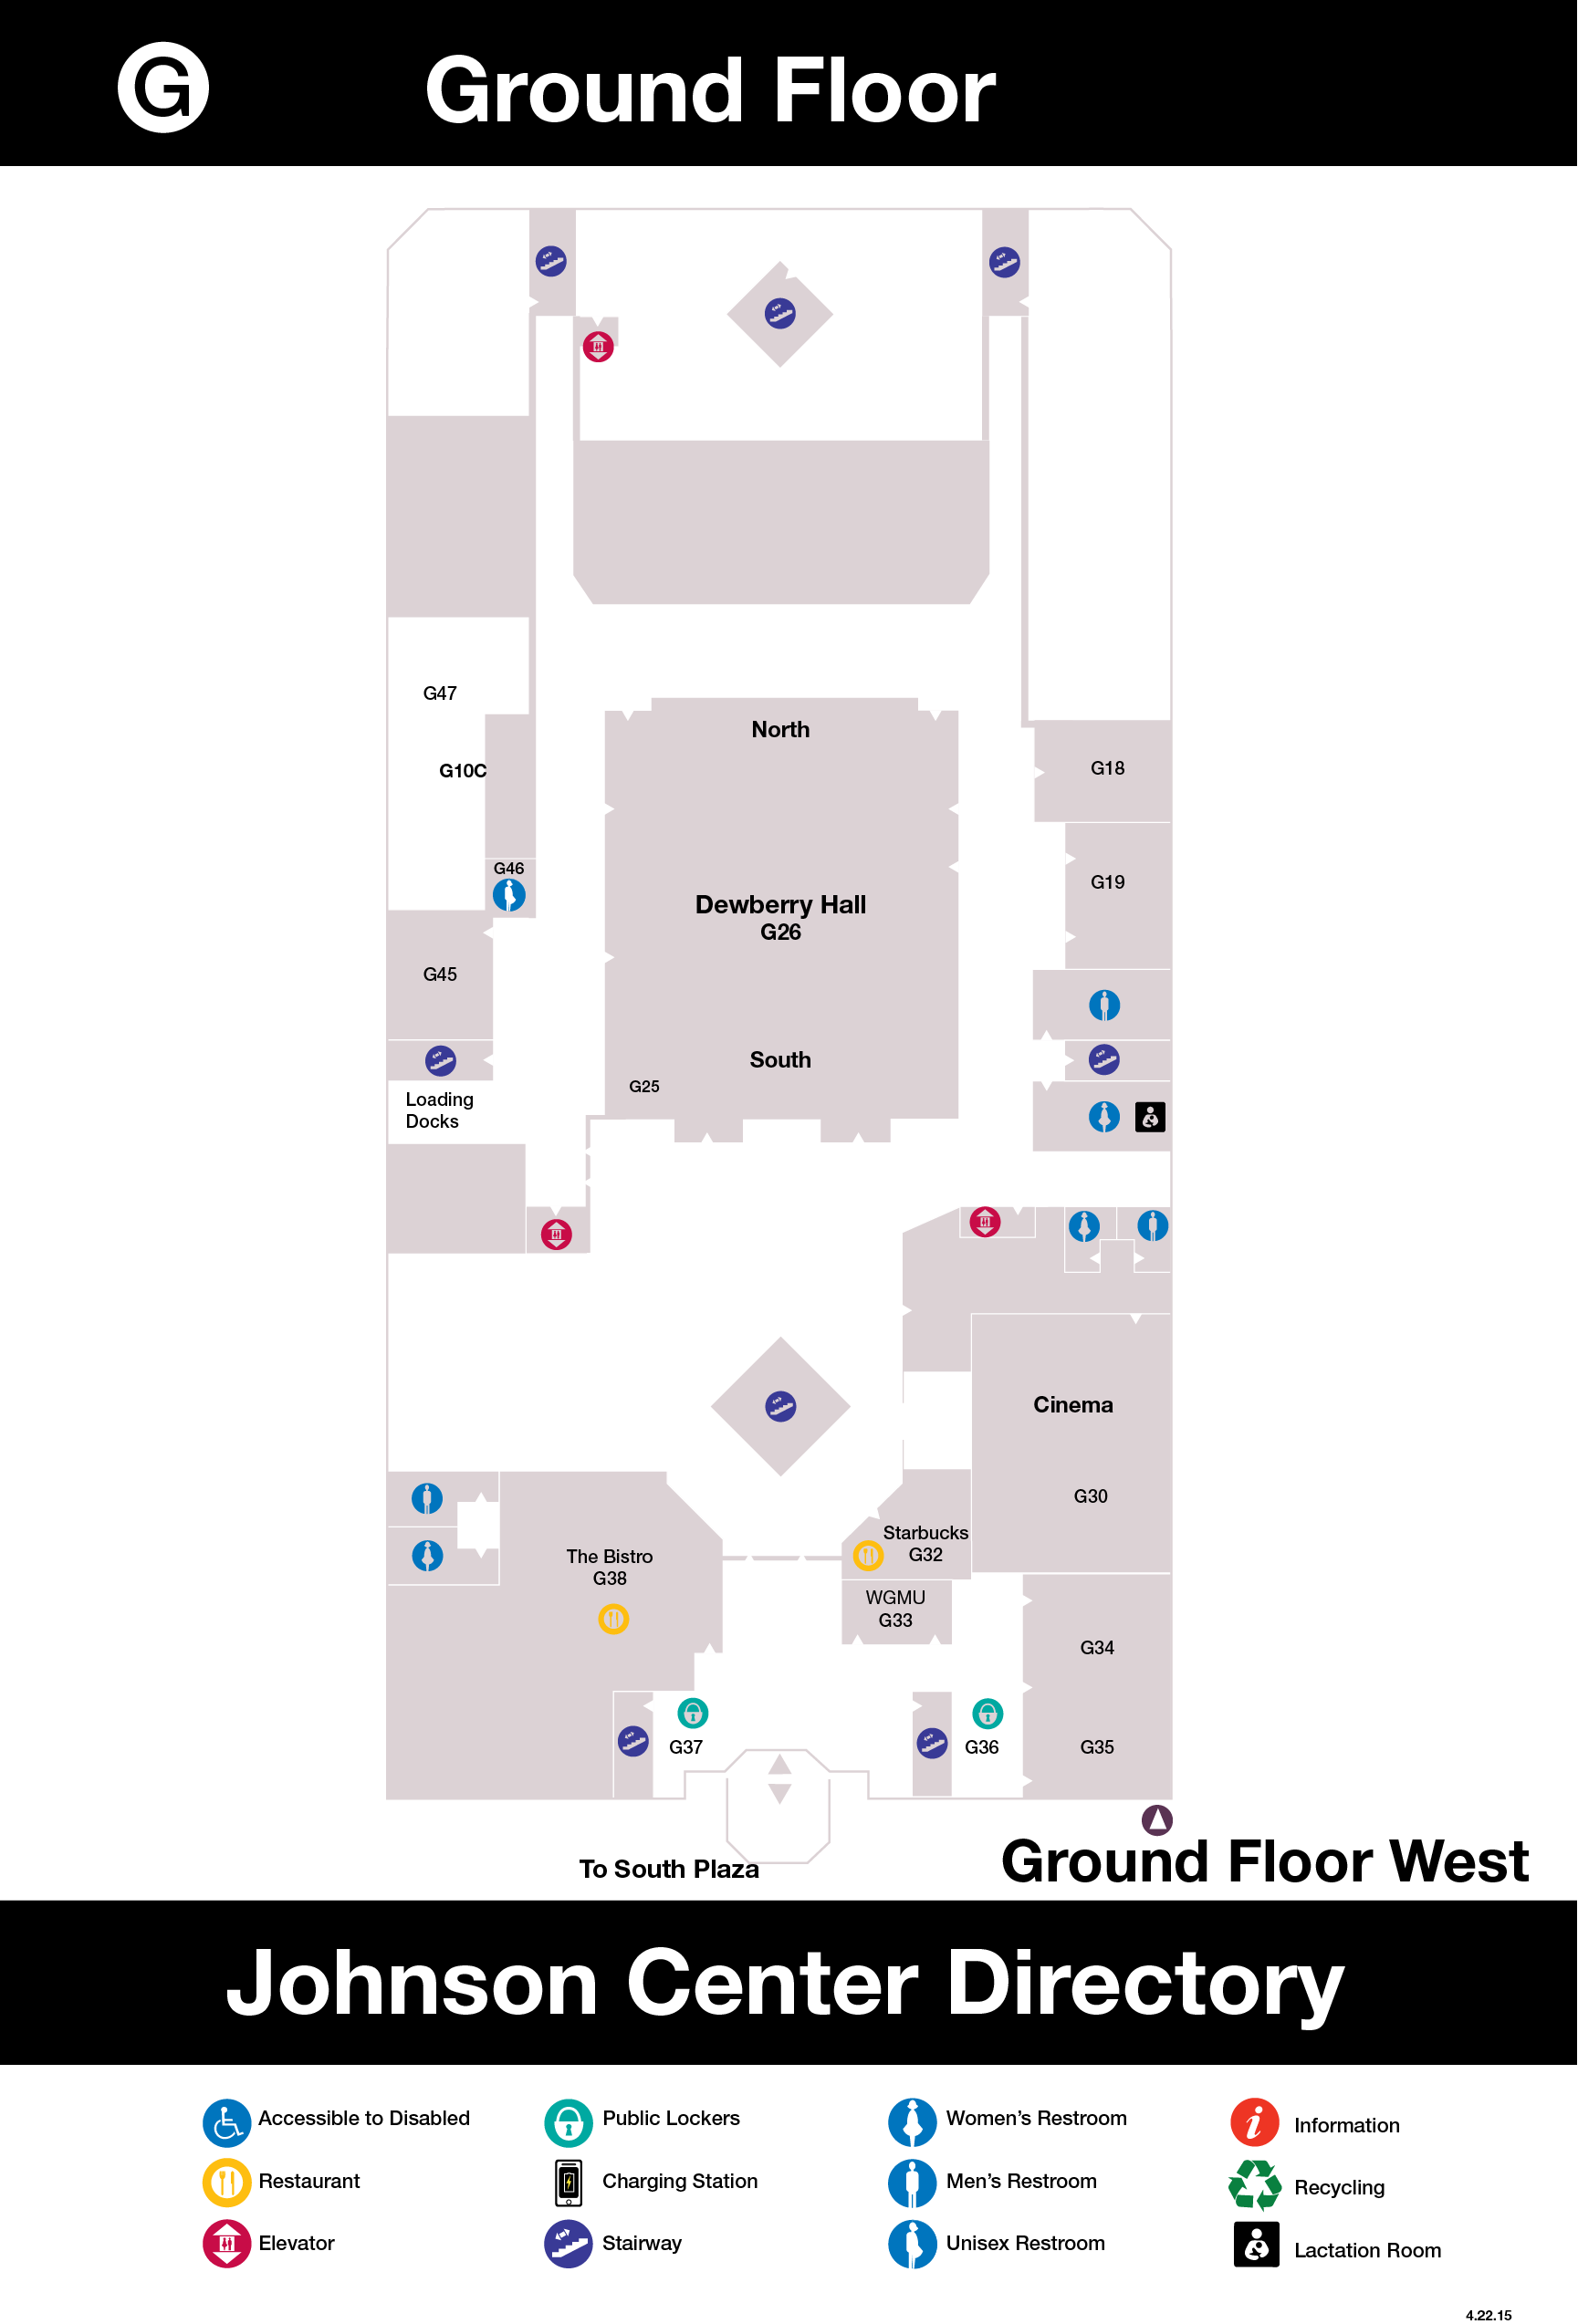 G
Ground Floor
G47
North
G10C
G18
G46
G19
Dewberry Hall
G26
G45
South
G25
Loading
Docks
Cinema
G30
Starbucks
G32
The Bistro
G38
WGMU
G33
G34
G37
G36
G35
To South Plaza
Ground Floor West
Johnson Center Directory
Accessible to Disabled
Public Lockers
Women’s Restroom
Information
Restaurant
Charging Station
Men’s Restroom
Recycling
Elevator
Stairway
Unisex Restroom
Lactation Room
4.22.15